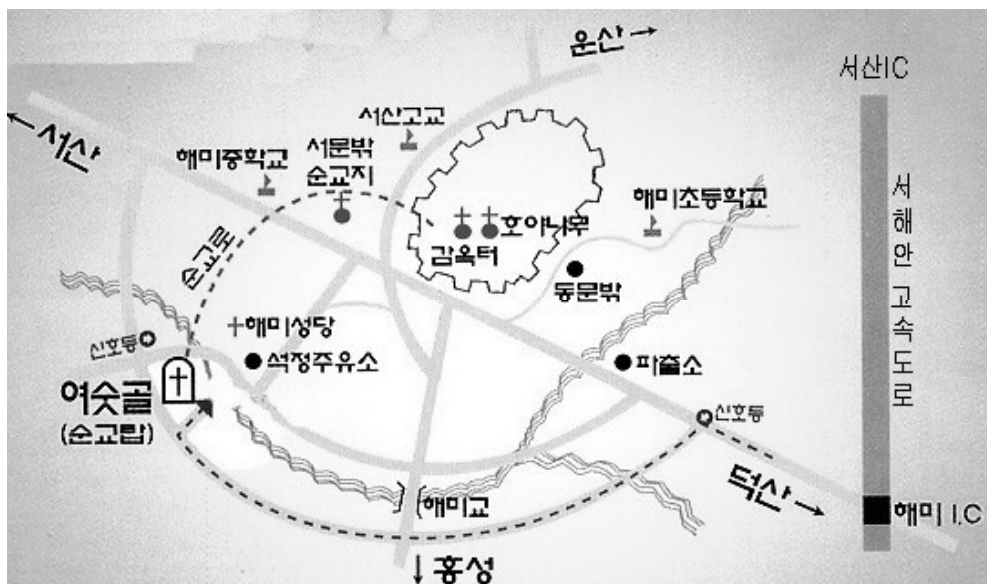 운산→
서산IC
←서산
서산고교
서문밖
순교지
해미중학교
해미초등학교
호야나무
감옥터
순교로
동문밖
서해안 고속도로
신호등
해미성당
석정주유소
파출소
여숫골
(순교탑)
신호등
덕산→
해미교
해미 I.C
↓홍성